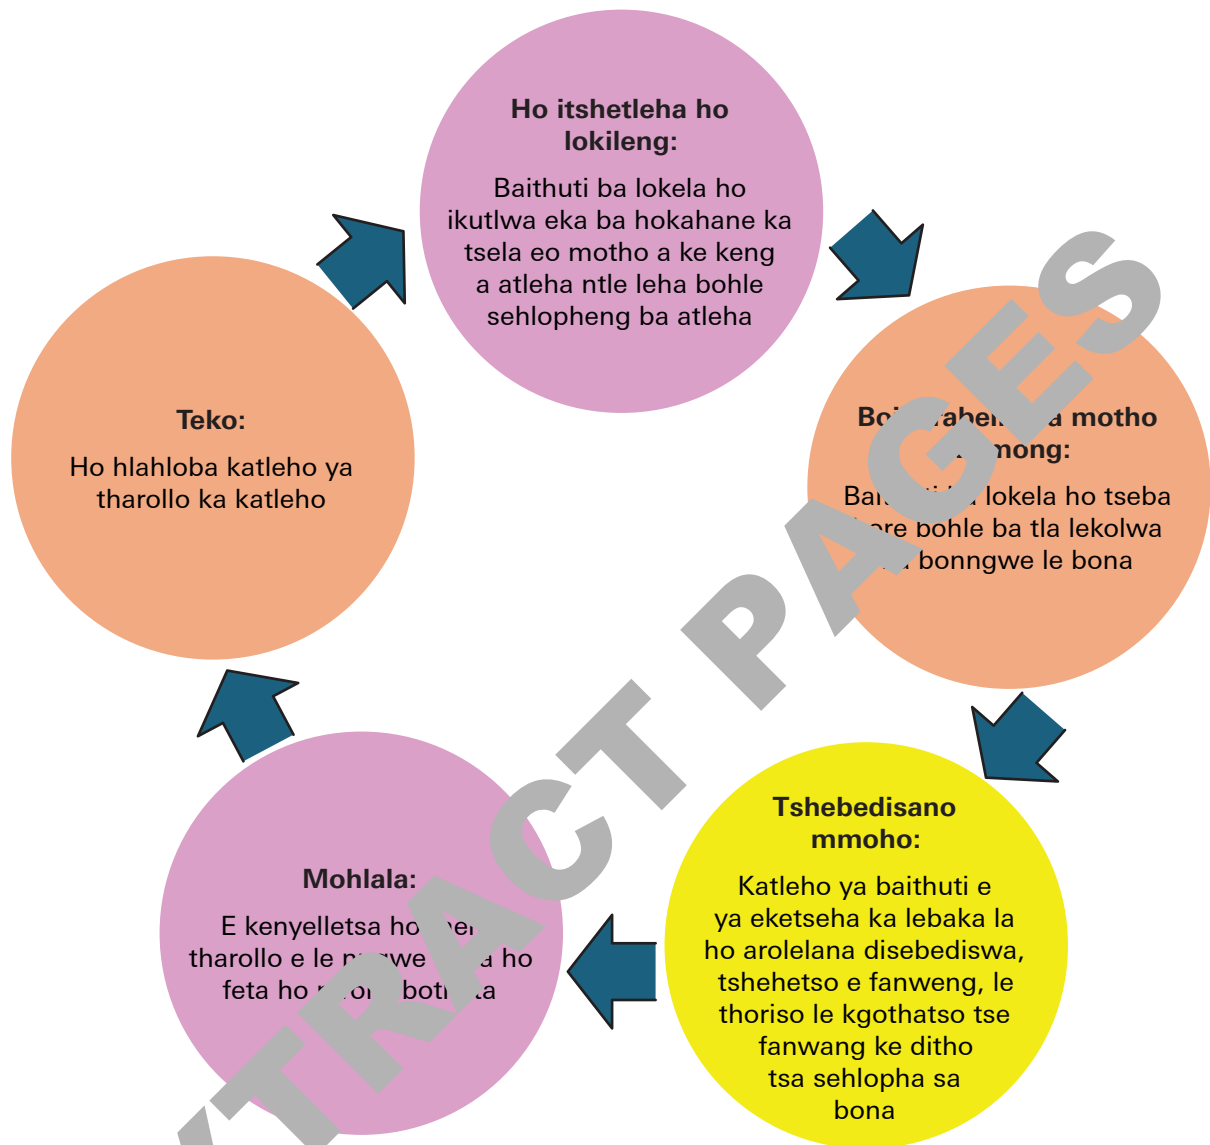 Ho itshetleha ho
lokileng:
Baithuti ba lokela ho
ikutlwa eka ba hokahane ka
tsela eo motho a ke keng
a atleha ntle leha bohle
sehlopheng ba atleha
motho
mong:
lokela ho tseba
bohle ba tla lekolwa
bonngwe le bona
Tshebedisano
mmoho:
Katleho ya baithuti e
ya eketseha ka lebaka la
ho arolelana disebediswa,
tshehetso e fanweng, le
thoriso le kgothatso tse
fanwang ke ditho
tsa sehlopha sa
bona
Mohlala:
E kenyelletsa
tharollo e le ho
feta ho
Teko:
Ho hlahloba katleho ya
tharollo ka katleho
TRACT PAGES